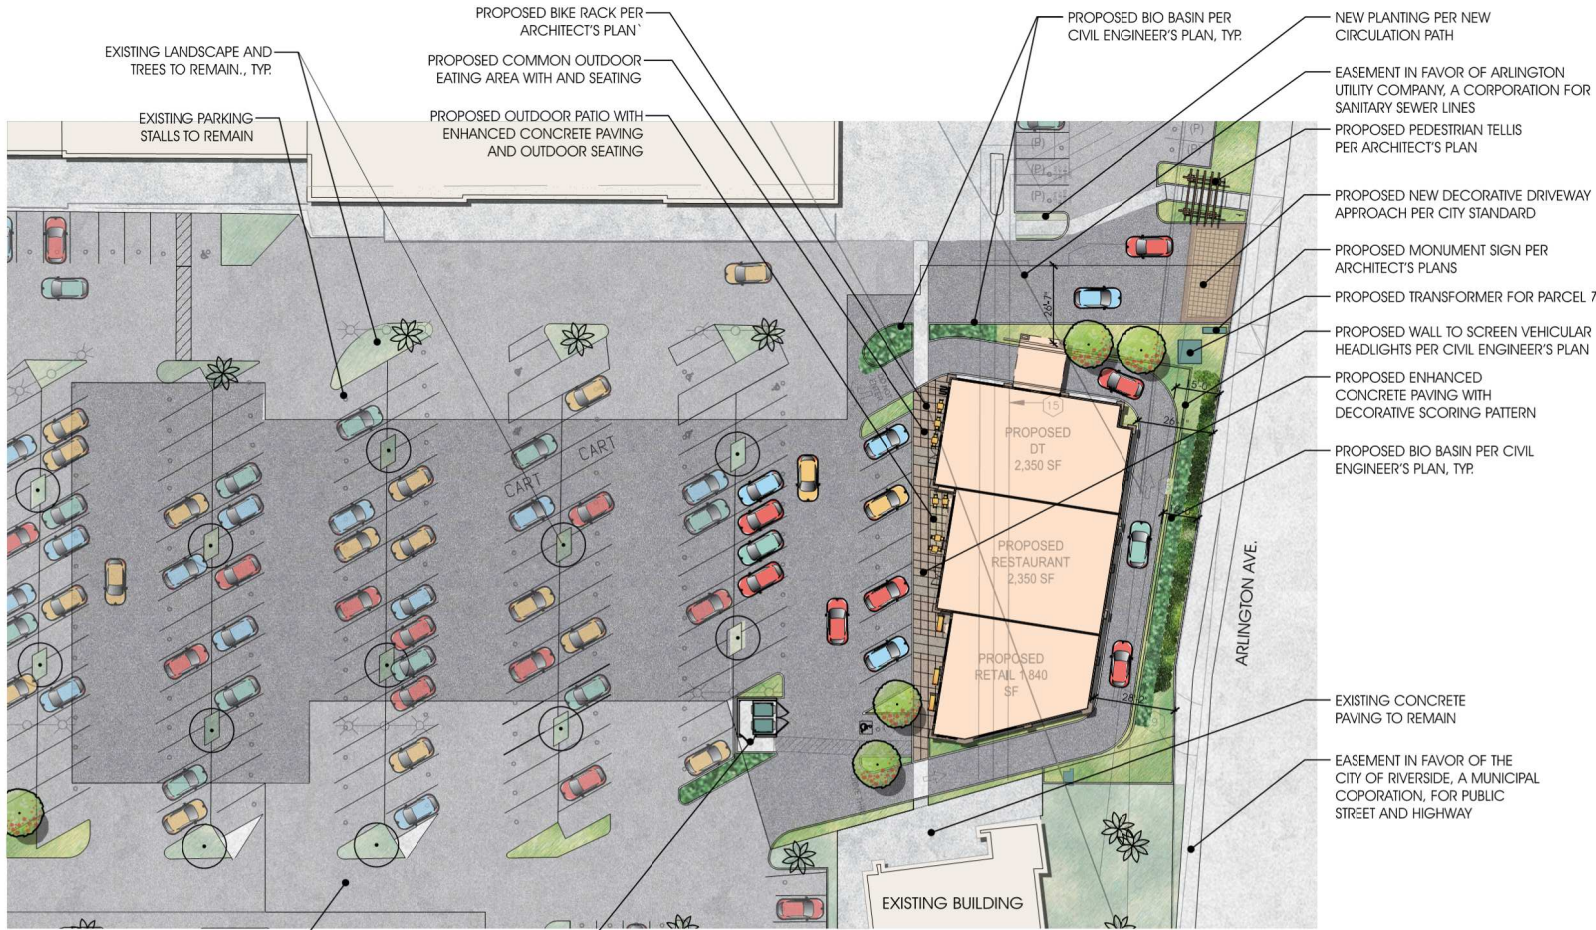 PROPOSED BIKE RACK PER
ARCHITECT'S PLAN`
EXISTING LANDSCAPE AND
TREES TO REMAIN., TYP.
PROPOSED COMMON OUTDOOR
EATING AREA WITH AND SEATING
EXISTING PARKING
STALLS TO REMAIN
PROPOSED OUTDOOR PATIO WITH
ENHANCED CONCRETE PAVING
AND OUTDOOR SEATING
PROPOSED BIO BASIN PER
CIVIL ENGINEER'S PLAN, TYP.
NEW PLANTING PER NEW
CIRCULATION PATH
EASEMENT IN FAVOR OF ARLINGTON
UTILITY COMPANY, A CORPORATION FOR
SANITARY SEWER LINES
PROPOSED PEDESTRIAN TELLIS
PER ARCHITECT'S PLAN
PROPOSED NEW DECORATIVE DRIVEWAY
APPROACH PER CITY STANDARD
PROPOSED MONUMENT SIGN PER
ARCHITECT'S PLANS
PROPOSED TRANSFORMER FOR PARCEL 7
PROPOSED WALL TO SCREEN VEHICULAR
HEADLIGHTS PER CIVIL ENGINEER'S PLAN
PROPOSED ENHANCED
CONCRETE PAVING WITH
DECORATIVE SCORING PATTERN
PROPOSED BIO BASIN PER CIVIL
ENGINEER'S PLAN, TYP.
EXISTING CONCRETE
PAVING TO REMAIN
EASEMENT IN FAVOR OF THE
CITY OF RIVERSIDE, A MUNICIPAL
COPORATION, FOR PUBLIC
STREET AND HIGHWAY
(P)
(P)
(P)
(P)
26'-7"
15
PROPOSED
DT
2,350 SF
PROPOSED
RESTAURANT
2,350 SF
PROPOSED
RETAIL 1,840
SF
28'-2"
9
CART
CART
ARLINGTON AVE.
EXISTING BUILDING